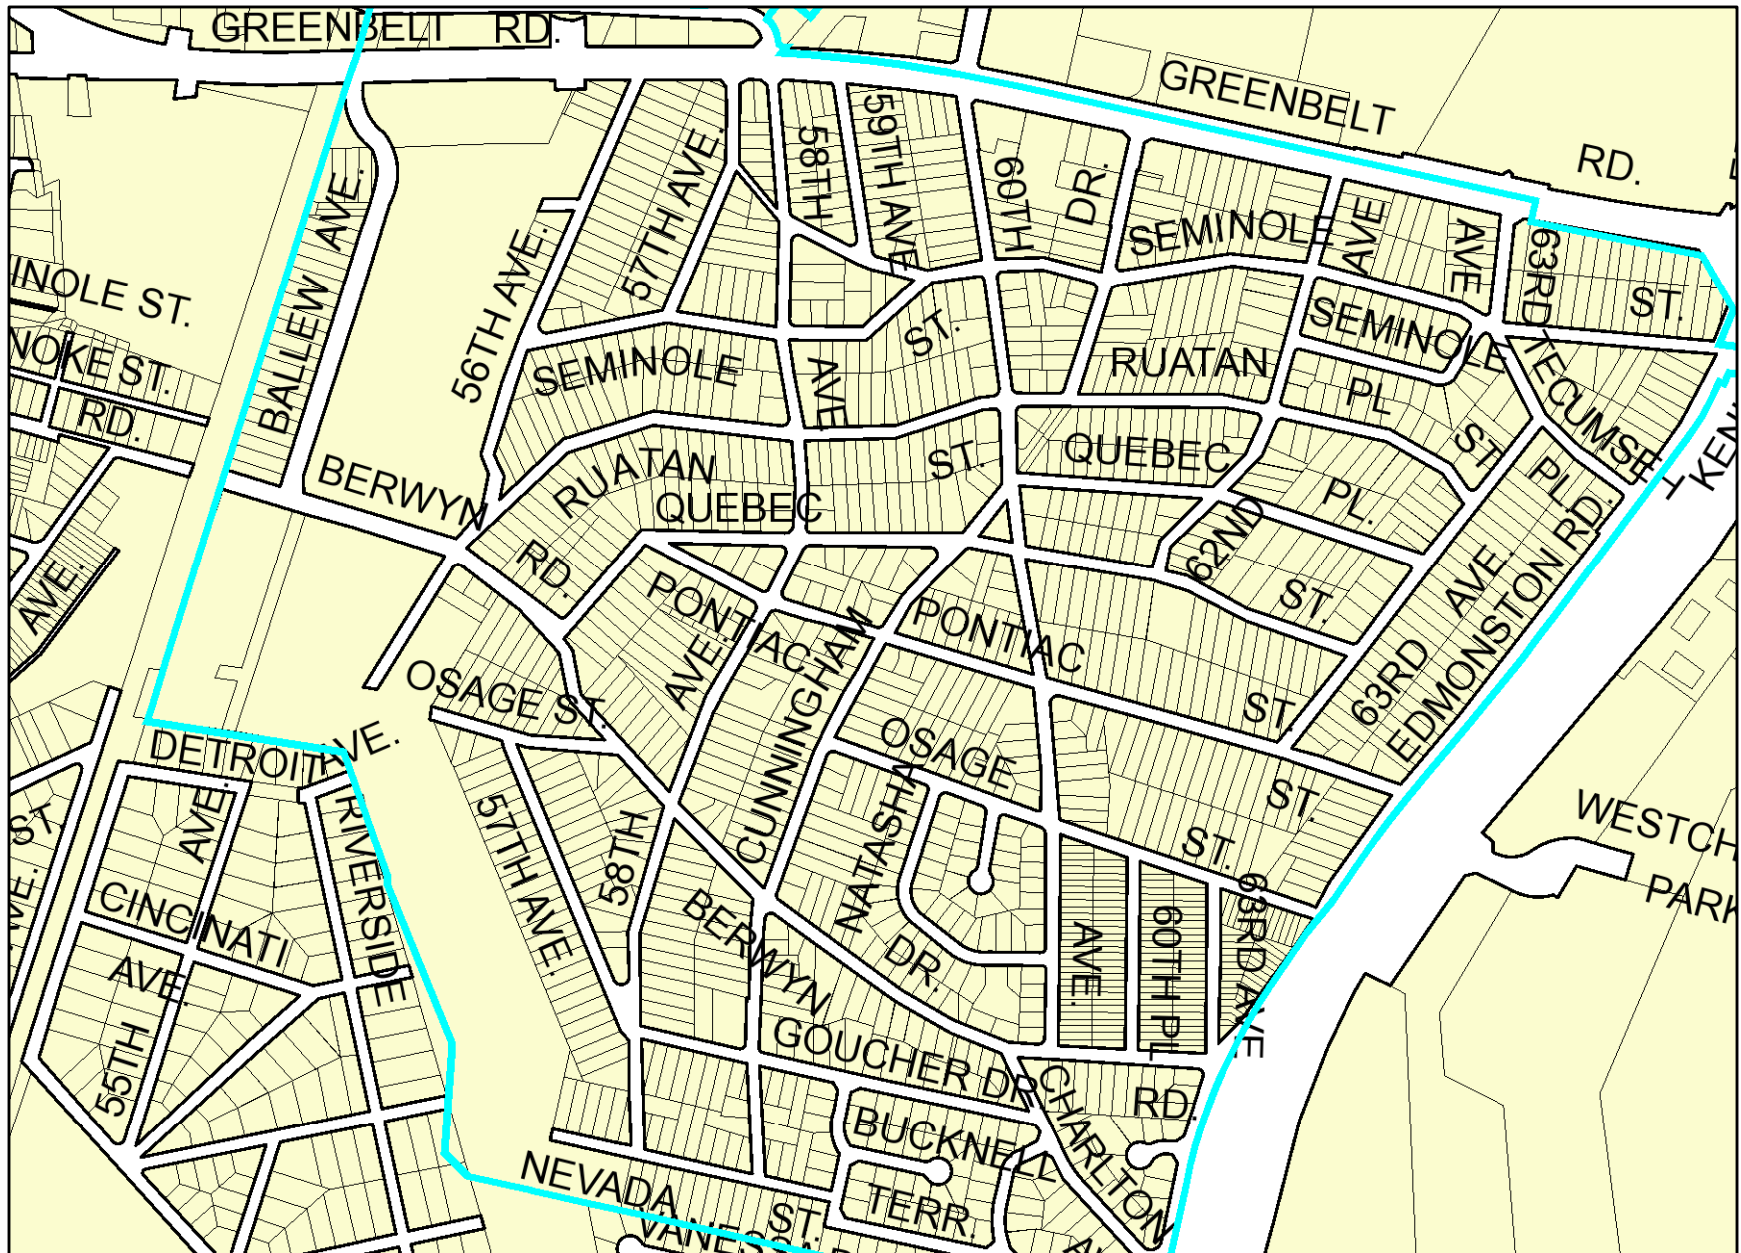 GREENBELT RD.
GREENBELT
RD.
57TH AVE.
58TH
59TH AVE
60TH
DR.
SEMINOLE
AVE
AVE
63RD
ST.
BALLEW AVE.
56TH AVE.
INOLE ST.
NOKE ST.
RD.
SEMINOLE
AVE
ST.
RUATAN
SEMINOLE
PL
ST
TECUMSEH
PL.
KEN
BERWYN
RD.
RUATAN
QUEBEC
ST.
QUEBEC
PL.
62ND
ST.
63RD AVE.
EDMONSTON RD.
AVE.
PONTIAC
AVE.
CUNNINGHAM
PONTIAC
ST.
OSAGE ST.
OSAGE
ST.
ST.
DETROIT AVE.
AVE.
ST.
AVE.
CINCINATI
AVE.
55TH
RIVERSIDE
57TH AVE.
58TH
NATASHA
DR.
BERWYN
RD.
AVE.
60TH PL
63RD AVE
WESTCH
PARK
GOUCHER DR
CHARLTON
BUCKNELL
TERR.
NEVADA
ST.